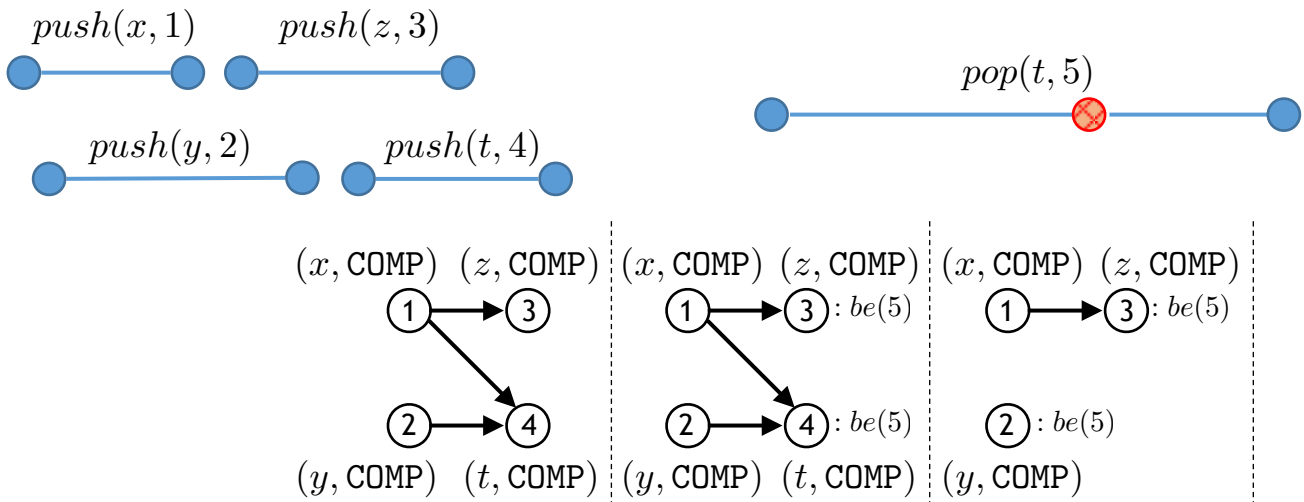 push(x, 1) push(z, 3)
pop(t, 5)
push(y, 2) push(t, 4)
(x, COMP) (z, COMP) (x, COMP) (z, COMP) (x, COMP) (z, COMP)
1 3 1 3 : be(5) 1 3 : be(5)
2 4 2 4 : be(5) 2 : be(5)
(y, COMP) (t, COMP) (y, COMP) (t, COMP) (y, COMP)